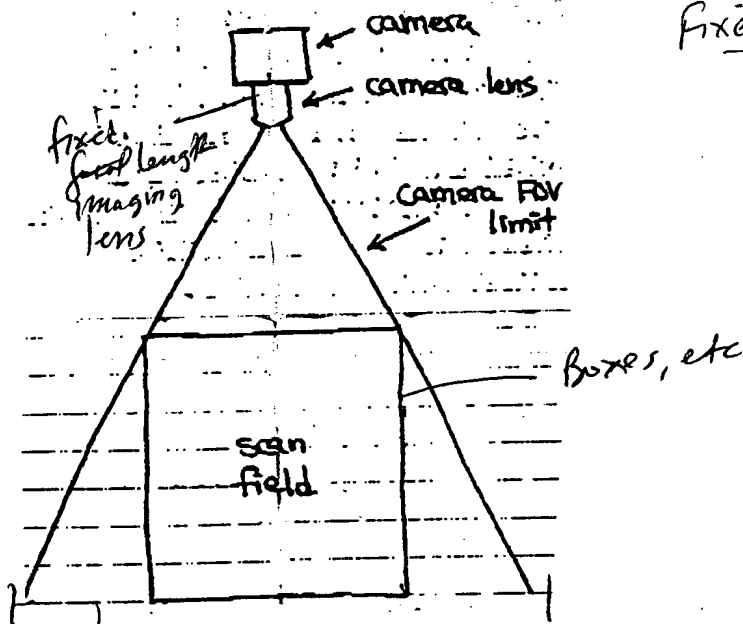 camera
camera lens
fixed
focal length
imaging
lens
camera FOV
limit
Boxes, etc
scan
field